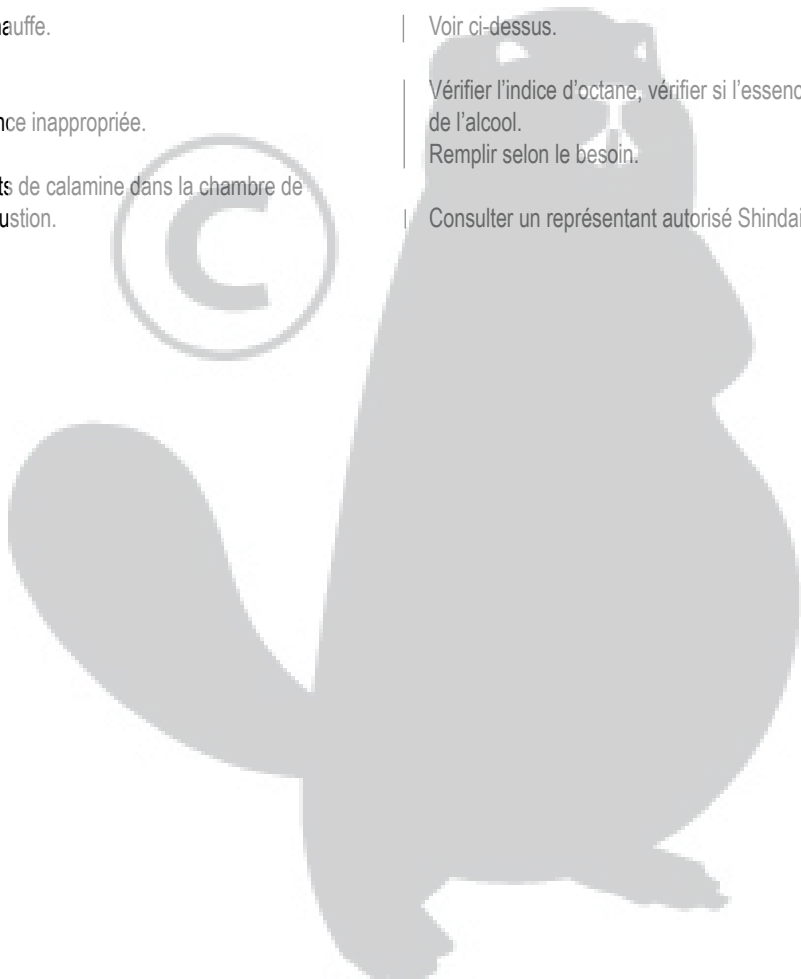 auffe.
Voir ci-dessus.
nce inappropriée.
Vérifier l’indice d’octane, vérifier si l’essenc
de l’alcool.
Remplir selon le besoin.
ts de calamine dans la chambre de
ustion.
Consulter un représentant autorisé Shindai
©